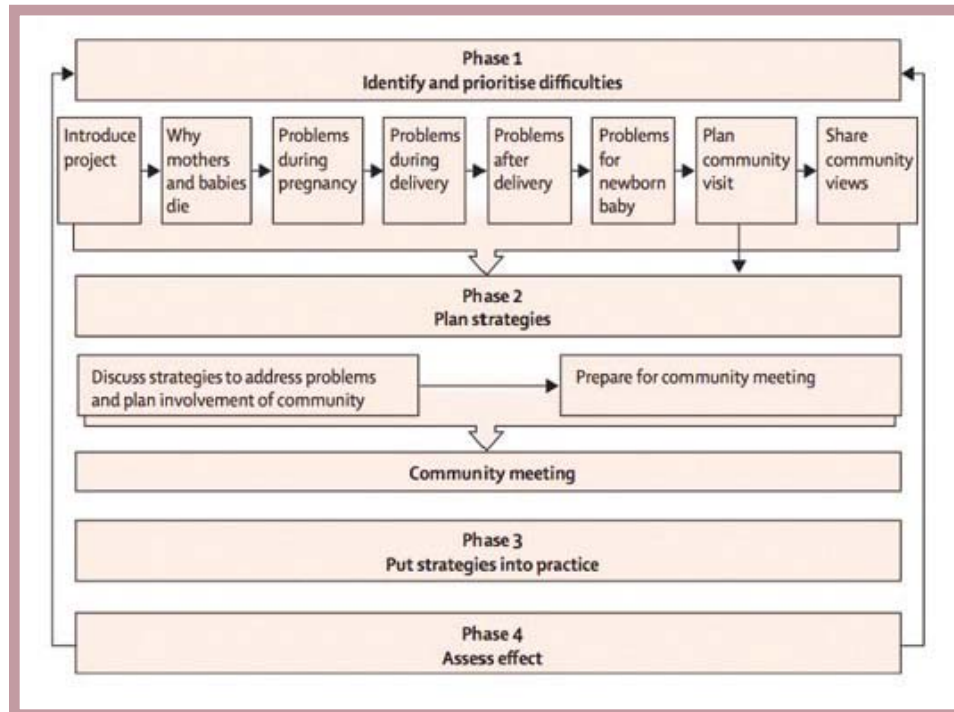 Phase 1
Identify and prioritise difficulties
Introduce
project
Why
mothers
and babies
die
Problems
during
pregnancy
Problems
during
delivery
Problems
after
delivery
Problems
for
newborn
baby
Plan
community
visit
Share
community
views
Phase 2
Plan strategies
Discuss strategies to address problems
and plan involvement of community
Prepare for community meeting
Community meeting
Phase 3
Put strategies into practice
Phase 4
Assess effect